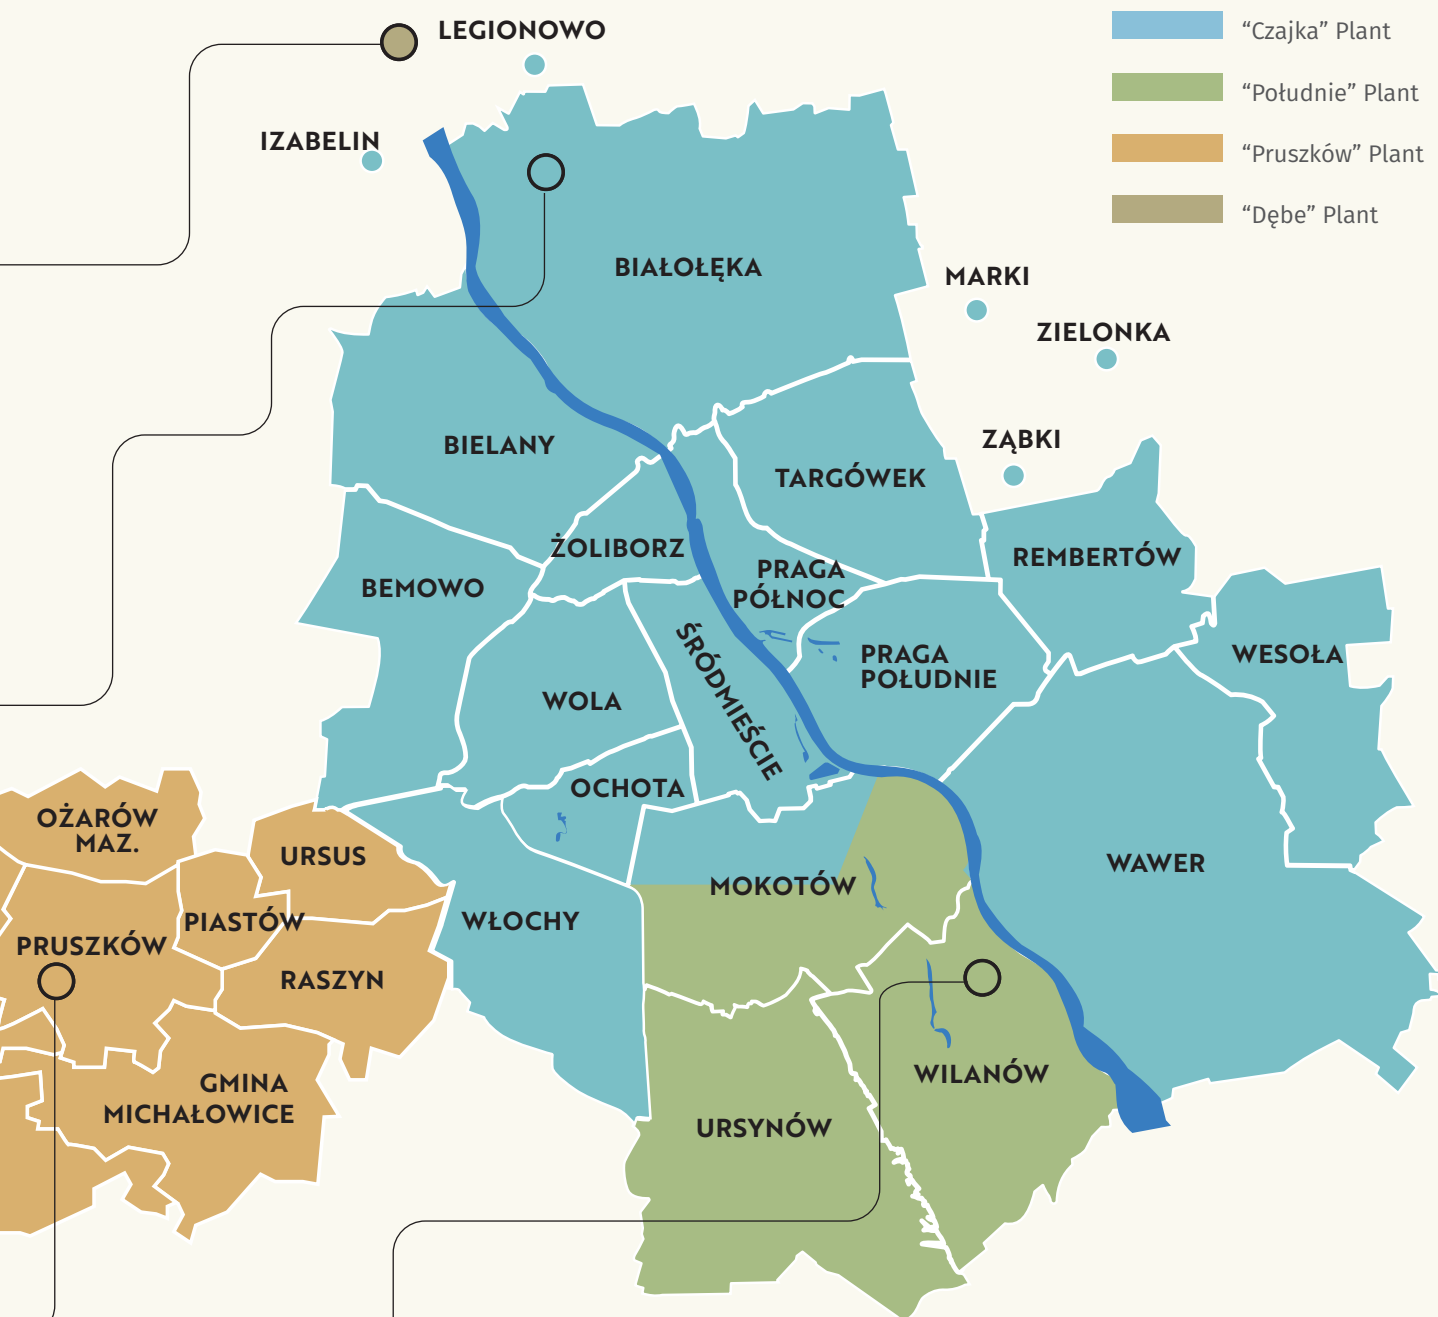 LEGIONOWO
“Czajka” Plant
“Południe” Plant
“Pruszków” Plant
“Dębe” Plant
IZABELIN
BIAŁOŁĘKA
MARKI
ZIELONKA
BIELANY
ZĄBKI
TARGÓWEK
ŻOLIBORZ
REMBERTÓW
PRAGA
PÓŁNOC
BEMOWO
ŚRÓDMIEŚCIE
PRAGA
POŁUDNIE
WESOŁA
WOLA
OCHOTA
OŻARÓW
MAZ.
URSUS
WAWER
MOKOTÓW
PIASTÓW
WŁOCHY
PRUSZKÓW
RASZYN
WILANÓW
GMINA
MICHAŁOWICE
URSYNÓW